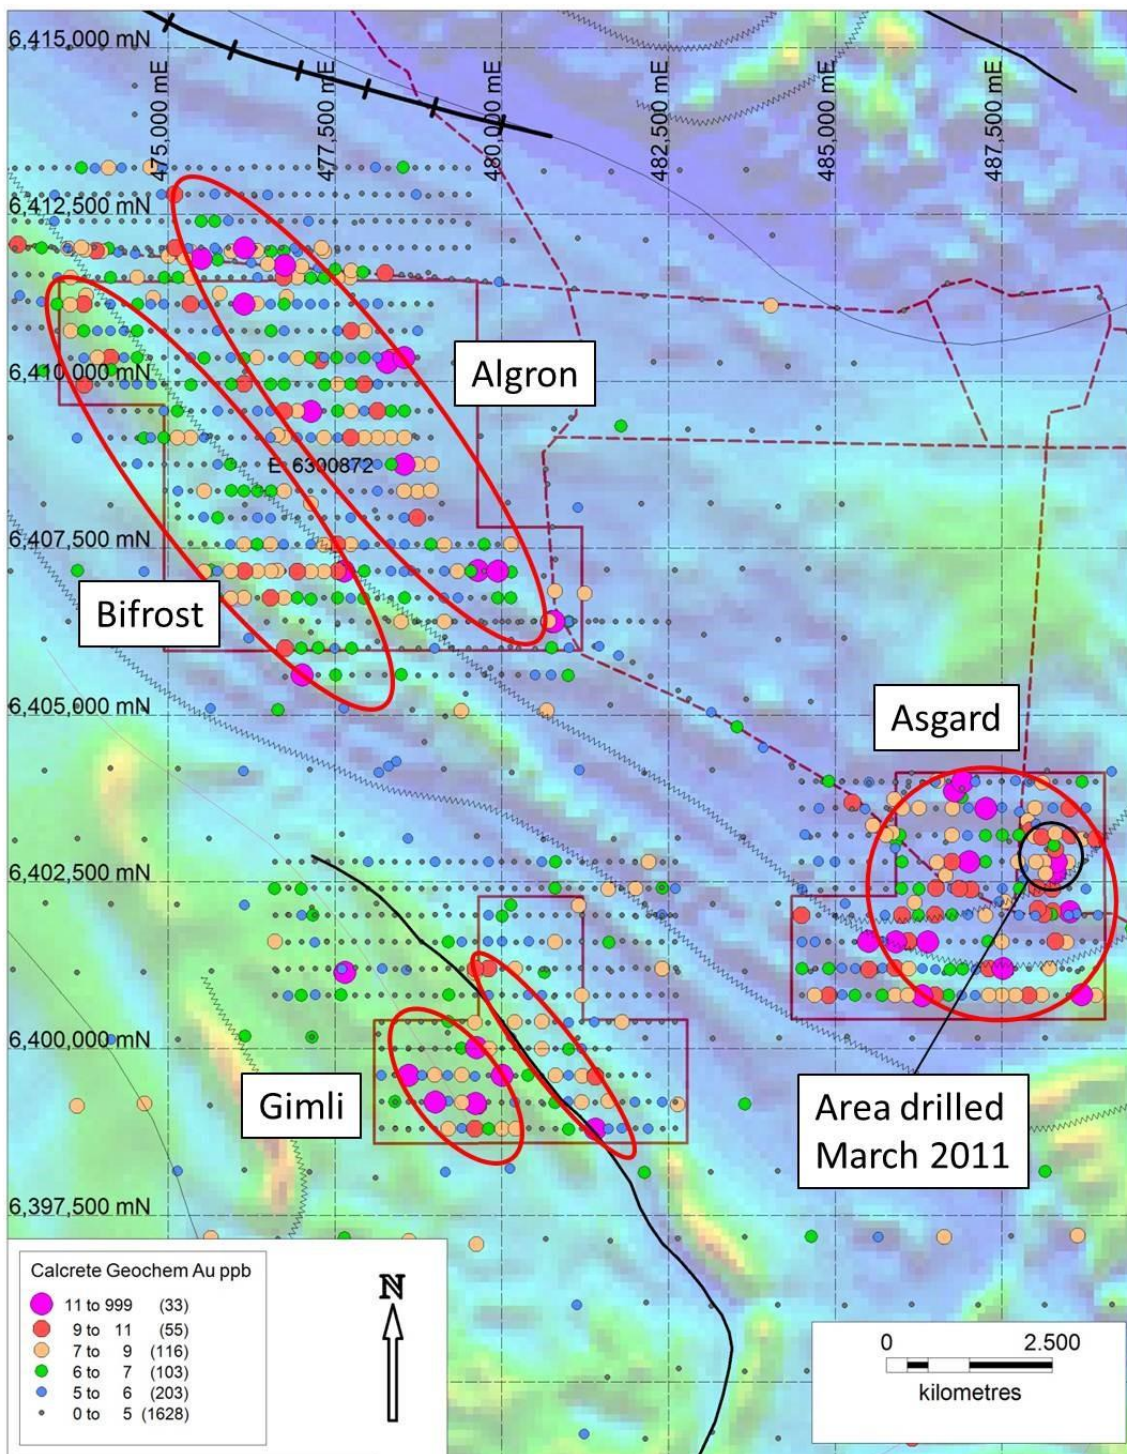 6,415,000 mN
475,000 mE
477,500 mE
480,000 mE
482,500 mE
485,000 mE
487,500 mE
6,412,500 mN
Algron
6,410,000 mN
E 6300872
6,407,500 mN
Bifrost
6,405,000 mN
Asgard
6,402,500 mN
6,400,000 mN
Gimli
Area drilled
March 2011
6,397,500 mN
Calcrete Geochem Au ppb
11 to 999 (33)
9 to 11 (55)
7 to 9 (116)
6 to 7 (103)
5 to 6 (203)
0 to 5 (1628)
N
0 2.500
kilometres